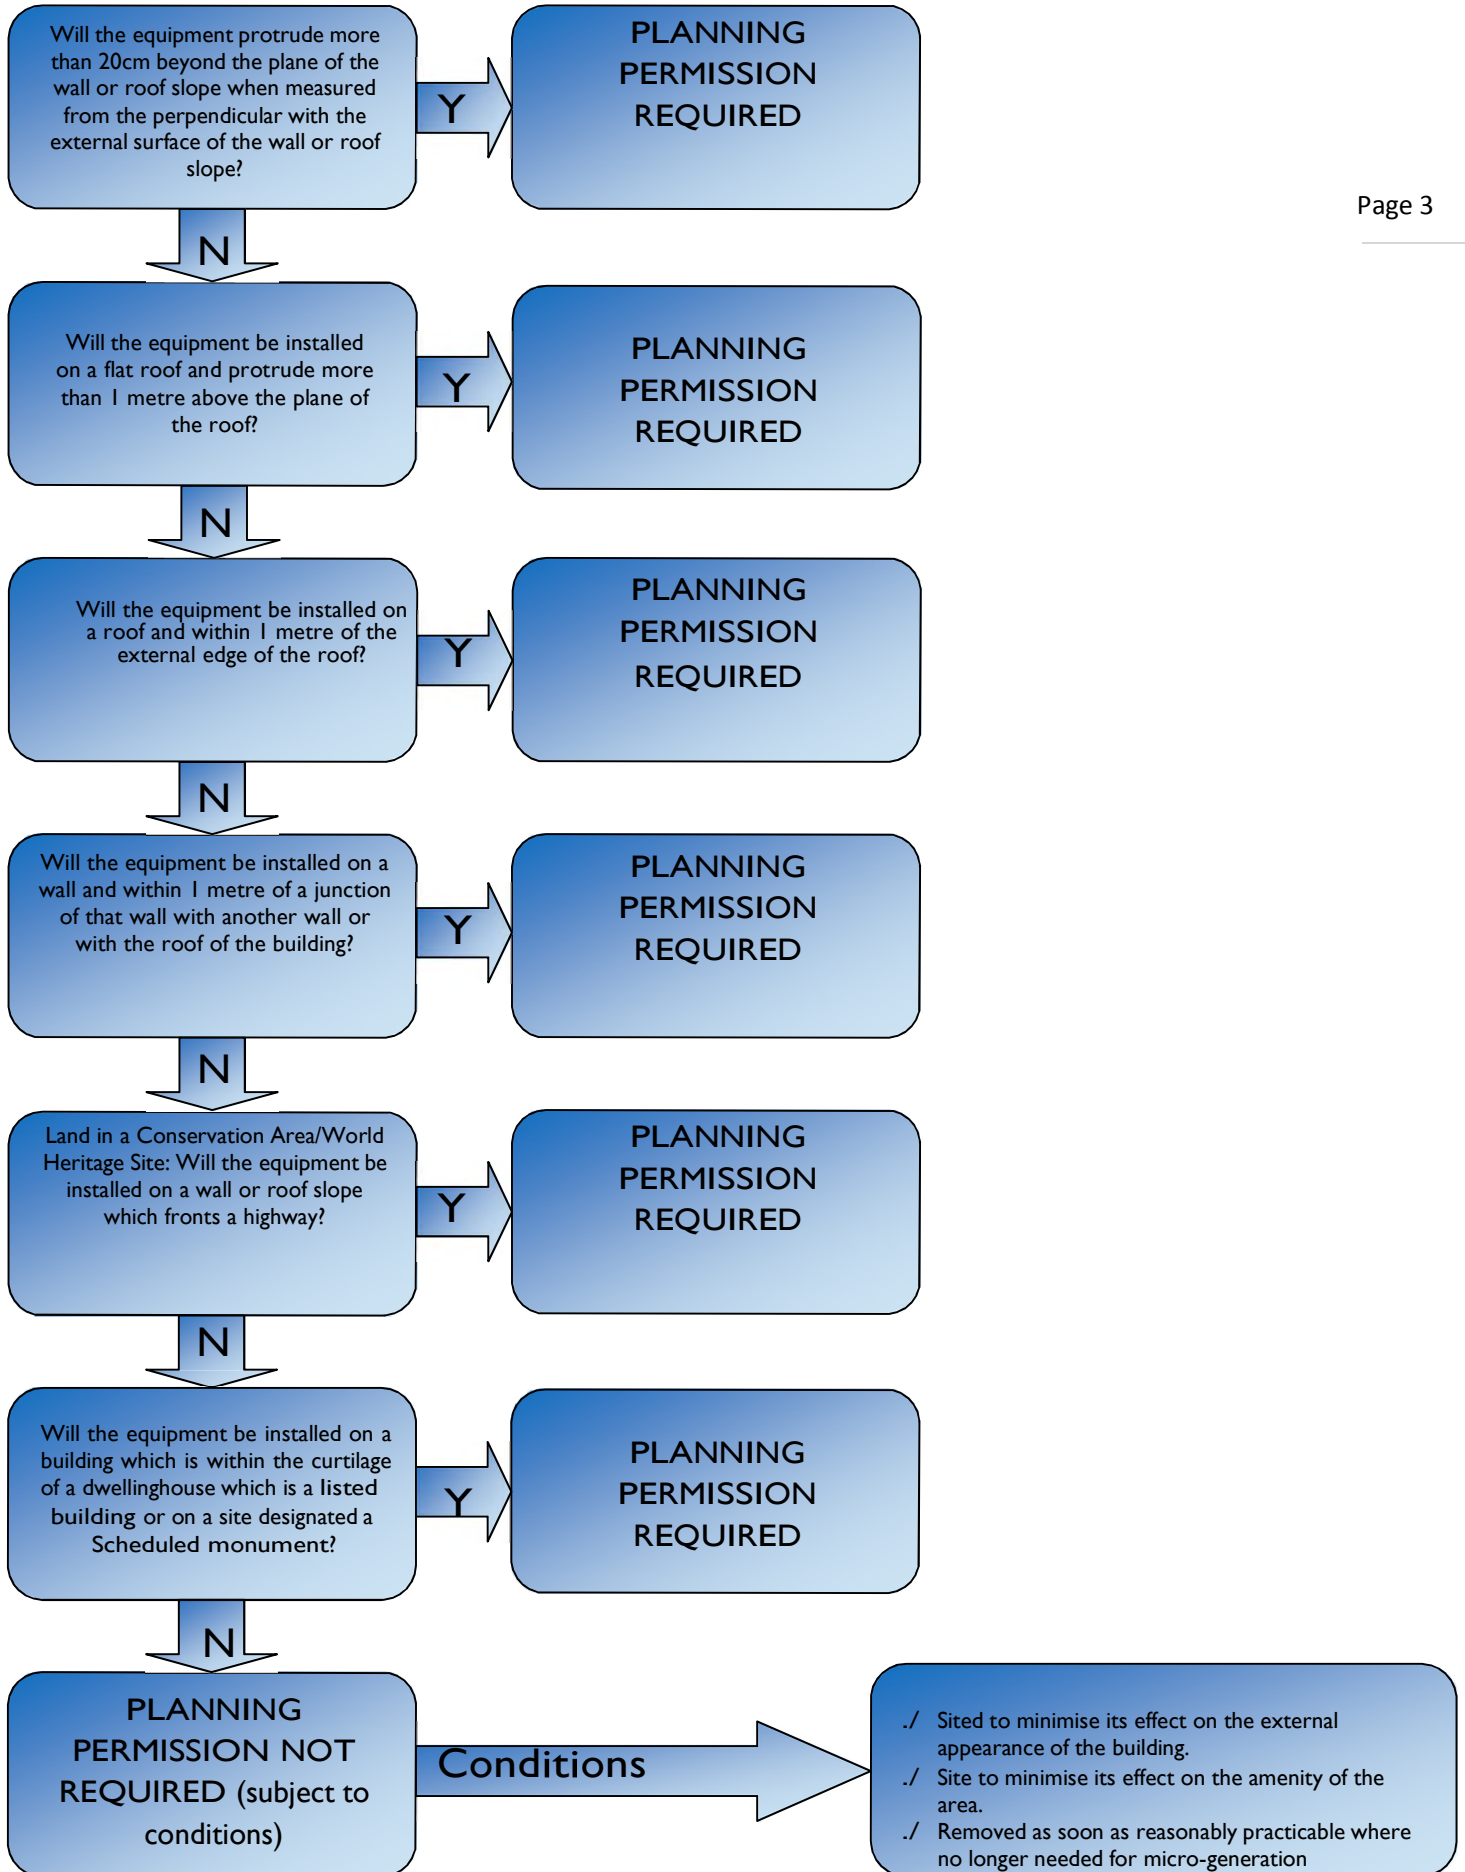 Will the equipment protrude more
than 20cm beyond the plane of the
wall or roof slope when measured
from the perpendicular with the
external surface of the wall or roof
slope?
Y
PLANNING
PERMISSION
REQUIRED
Page 3
N
Will the equipment be installed
on a flat roof and protrude more
than 1 metre above the plane of
the roof?
Y
PLANNING
PERMISSION
REQUIRED
N
Will the equipment be installed on
a roof and within 1 metre of the
external edge of the roof?
Y
PLANNING
PERMISSION
REQUIRED
N
Will the equipment be installed on a
wall and within 1 metre of a junction
of that wall with another wall or
with the roof of the building?
Y
PLANNING
PERMISSION
REQUIRED
N
Land in a Conservation Area/World
Heritage Site: Will the equipment be
installed on a wall or roof slope
which fronts a highway?
Y
PLANNING
PERMISSION
REQUIRED
N
Will the equipment be installed on a
building which is within the curtilage
of a dwellinghouse which is a listed
building or on a site designated a
Scheduled monument?
Y
PLANNING
PERMISSION
REQUIRED
N
PLANNING
PERMISSION NOT
REQUIRED (subject to
conditions)
Conditions
./ Sited to minimise its effect on the external
appearance of the building.
./ Site to minimise its effect on the amenity of the
area.
./ Removed as soon as reasonably practicable where
no longer needed for micro-generation